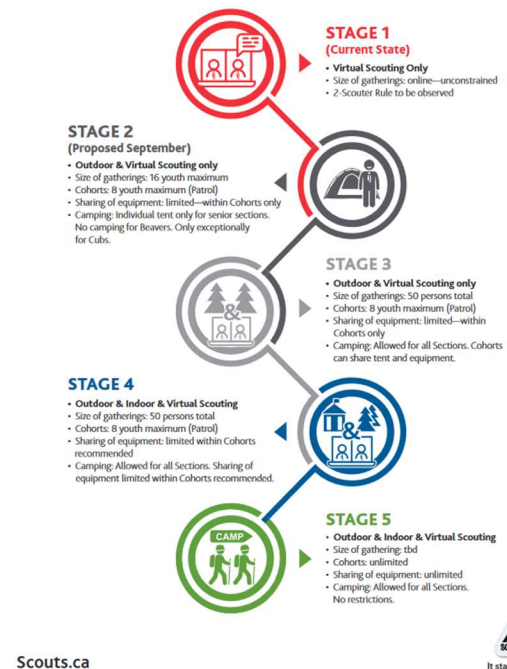 STAGE 1
(Current State)
• Virtual Scouting Only
• Size of gatherings: online—unconstrained
• 2-Scouter Rule to be observed
STAGE 2
(Proposed September)
• Outdoor & Virtual Scouting only
• Size of gatherings: 16 youth maximum
• Cohorts: 8 youth maximum (Patrol)
• Sharing of equipment: limited—within Cohorts only
• Camping: Individual tent only for senior sections.
No camping for Beavers. Only exceptionally
for Cubs.
STAGE 3
• Outdoor & Virtual Scouting only
• Size of gatherings: 50 persons total
• Cohorts: 8 youth maximum (Patrol)
• Sharing of equipment: limited—within
Cohorts only
• Camping: Allowed for all Sections. Cohorts
can share tent and equipment.
&
STAGE 4
• Outdoor & Indoor & Virtual Scouting
• Size of gatherings: 50 persons total
• Cohorts: 8 youth maximum (Patrol)
• Sharing of equipment: limited within Cohorts
recommended
• Camping: Allowed for all Sections. Sharing of
equipment limited within Cohorts recommended.
&
CAMP
STAGE 5
• Outdoor & Indoor & Virtual Scouting
• Size of gathering: tbd
• Cohorts: unlimited
• Sharing of equipment: unlimited
• Camping: Allowed for all Sections.
No restrictions.
Scouts.ca
It sta